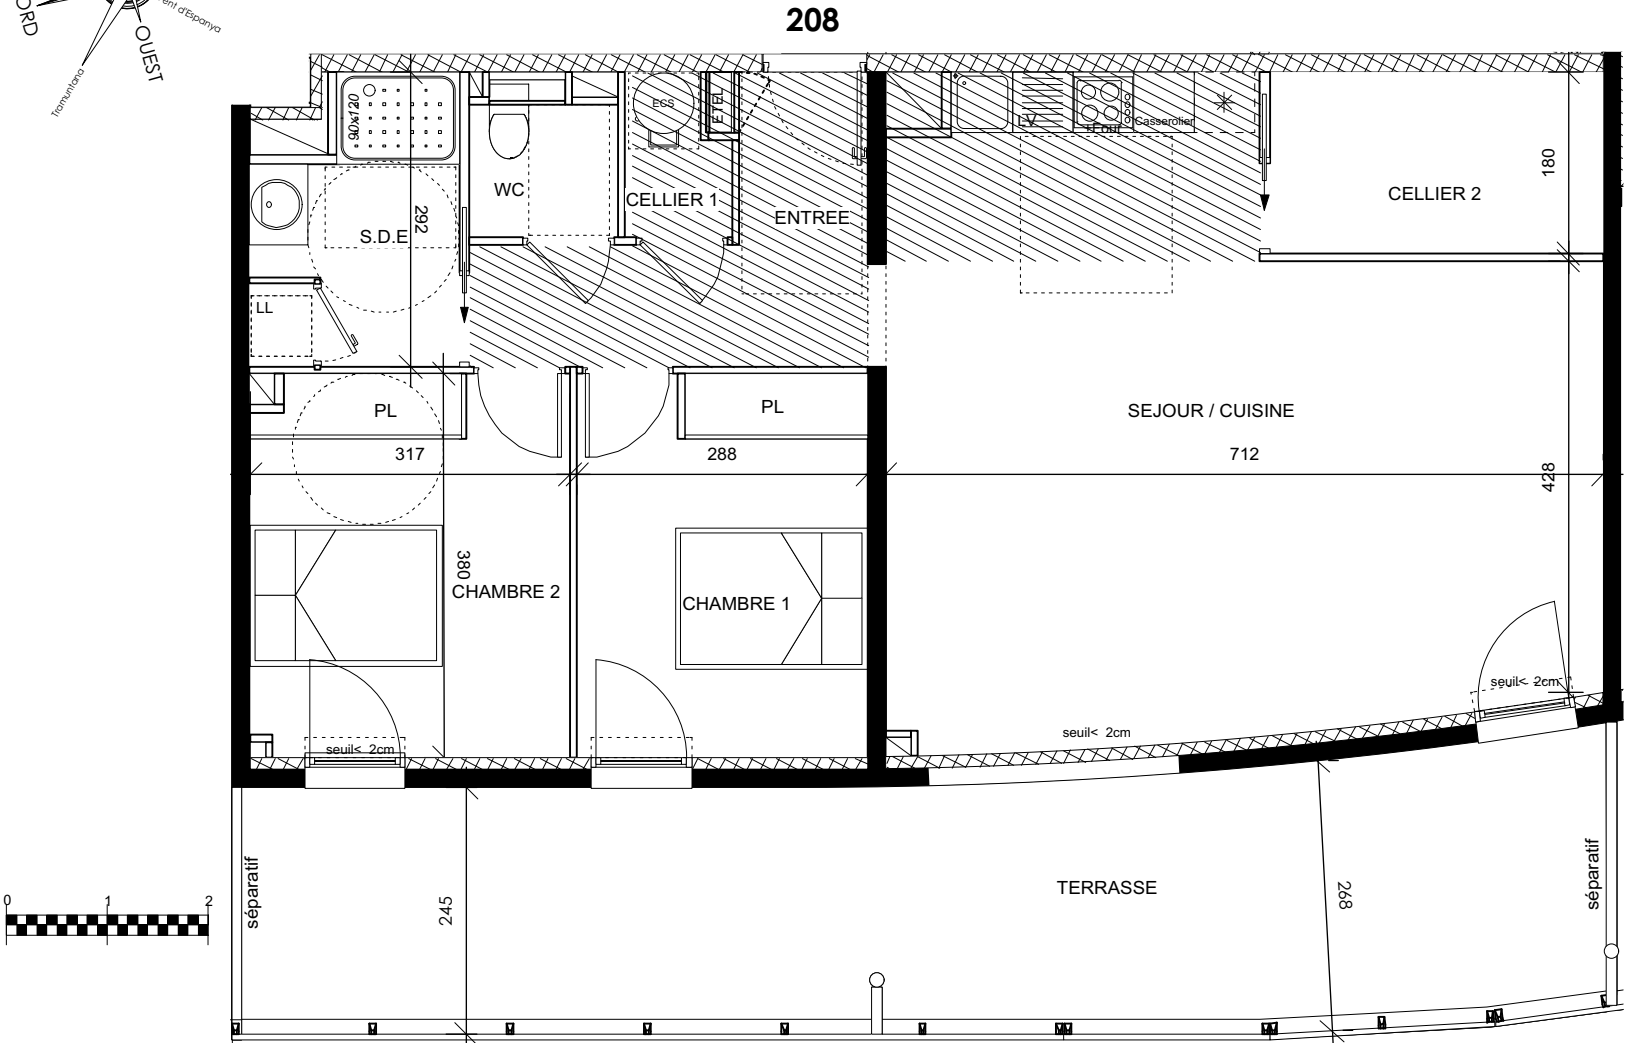 208
NORD
OUEST
Tramuntana
Vent d'Espanya
90x120
292
S.D.E
WC
CELLIER 1
ECS
ETEL
ENTREE
LV
Four
Casserolier
CELLIER 2
180
LL
PL
PL
SEJOUR / CUISINE
317
288
712
428
380
CHAMBRE 2
CHAMBRE 1
seuil< 2cm
seuil< 2cm
seuil< 2cm
séparatif
245
TERRASSE
268
séparatif
0 1 2